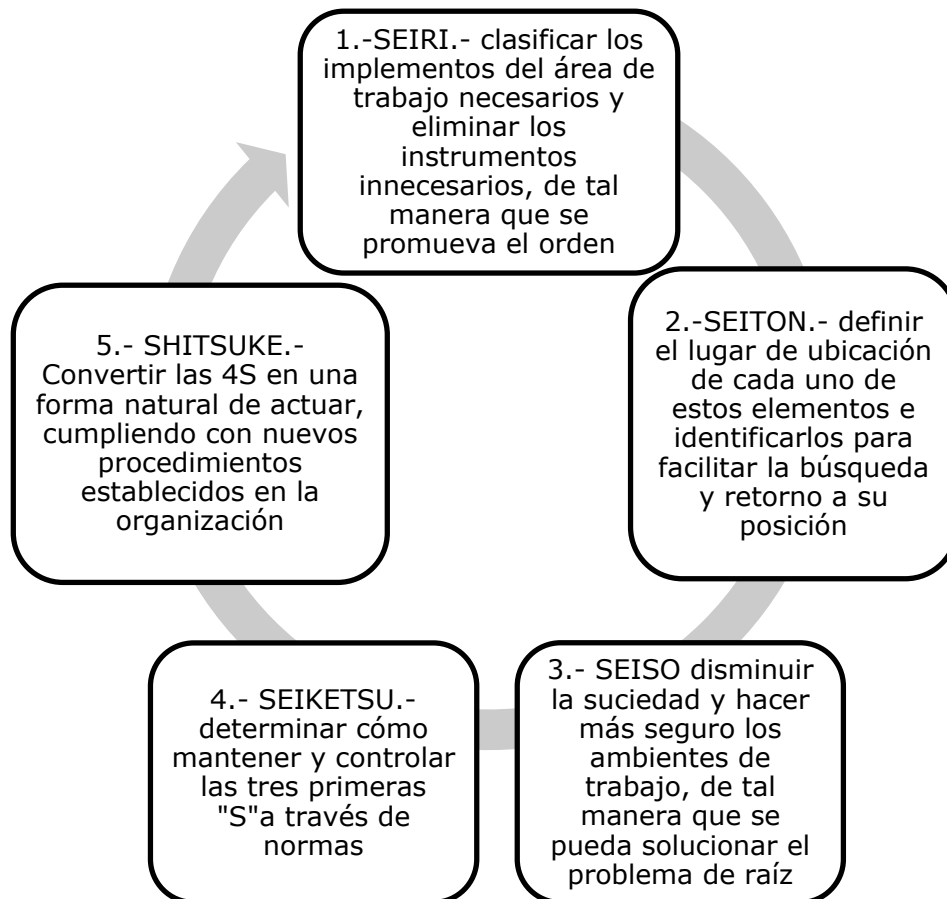 1.-SEIRI.- clasificar los
implementos del área de
trabajo necesarios y
eliminar los
instrumentos
innecesarios, de tal
manera que se
promueva el orden
2.-SEITON.- definir
el lugar de ubicación
de cada uno de
estos elementos e
identificarlos para
facilitar la búsqueda
y retorno a su
posición
3.- SEISO disminuir
la suciedad y hacer
más seguro los
ambientes de
trabajo, de tal
manera que se
pueda solucionar el
problema de raíz
4.- SEIKETSU.-
determinar cómo
mantener y controlar
las tres primeras
"S"a través de
normas
5.- SHITSUKE.-
Convertir las 4S en una
forma natural de actuar,
cumpliendo con nuevos
procedimientos
establecidos en la
organización